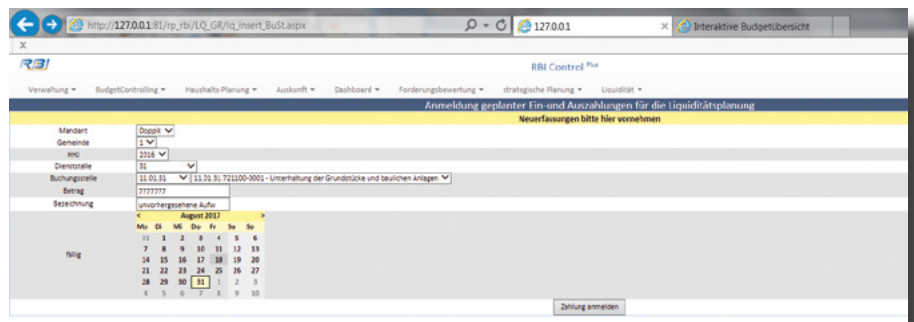 http://127.0.0.1:81/rp_rbi/LQ_GR/lq_insert_BuSt.aspx
127.0.0.1
Interaktive Budgetübersicht
X
RBI
RBI Control Plus
Verwaltung BudgetControlling Haushalts-Planung Auskunft Dashboard Forderungsbewertung strategische Planung Liquidität
Anmeldung geplanter Ein-und Auszahlungen für die Liquiditätsplanung
Neuerfassungen bitte hier vornehmen
Mandart Doppik
Gemeinde 1
HHJ 2016
Dienststelle 31
Buchungsstelle 11.01.31 11.01.31.721100-0001 - Unterhaltung der Grundstücke und baulichen Anlagen
Betrag 7777777
Bezeichnung unvorhergesehene Aufw
< August 2017 >
Mo Di Mi Do Fr Sa So
31 1 2 3 4 5 6
7 8 9 10 11 12 13
fällig
14 15 16 17 18 19 20
21 22 23 24 25 26 27
28 29 30 31 1 2 3
4 5 6 7 8 9 10
Zahlung anmelden